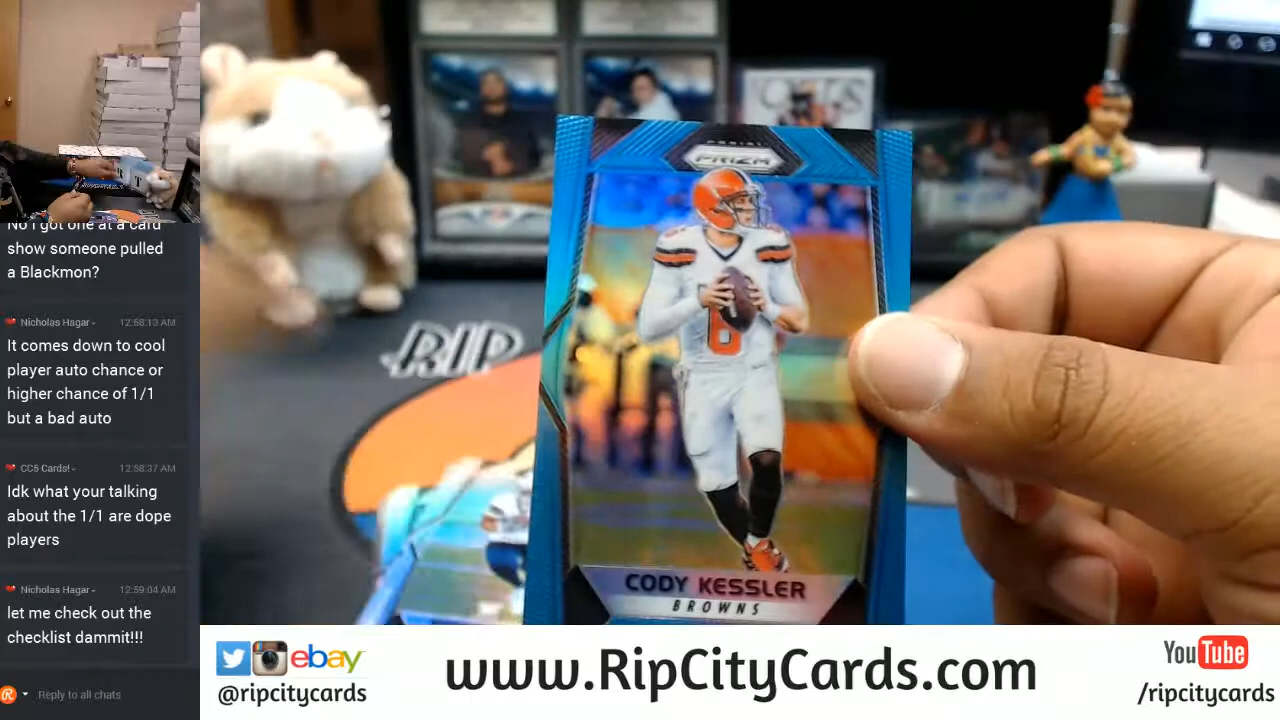 No I got one at a card
show someone pulled
a Blackmon?
Nicholas Hagar - 12:58:13 AM
It comes down to cool
player auto chance or
higher chance of 1/1
but a bad auto
CC5 Cards! - 12:58:37 AM
Idk what your talking
about the 1/1 are dope
players
Nicholas Hagar - 12:59:04 AM
let me check out the
checklist dammit!!!
Reply to all chats
RIP
PANINI
PRIZM
6
CODY KESSLER
BROWNS
ebay
@ripcitycards
www.RipCityCards.com
YouTube
/ripcitycards